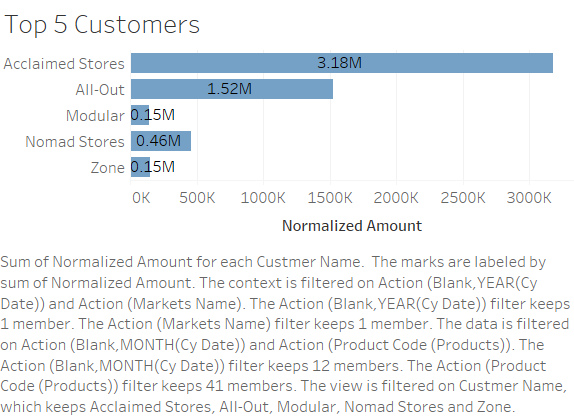 Top 5 Customers
Acclaimed Stores 3.18M
All-Out 1.52M
Modular 0.15M
Nomad Stores 0.46M
Zone 0.15M
0K 500K 1000K 1500K 2000K 2500K 3000K
Normalized Amount
Sum of Normalized Amount for each Custmer Name. The marks are labeled by
sum of Normalized Amount. The context is filtered on Action (Blank,YEAR(Cy
Date)) and Action (Markets Name). The Action (Blank,YEAR(Cy Date)) filter keeps
1 member. The Action (Markets Name) filter keeps 1 member. The data is filtered
on Action (Blank,MONTH(Cy Date)) and Action (Product Code (Products)). The
Action (Blank,MONTH(Cy Date)) filter keeps 12 members. The Action (Product
Code (Products)) filter keeps 41 members. The view is filtered on Custmer Name,
which keeps Acclaimed Stores, All-Out, Modular, Nomad Stores and Zone.